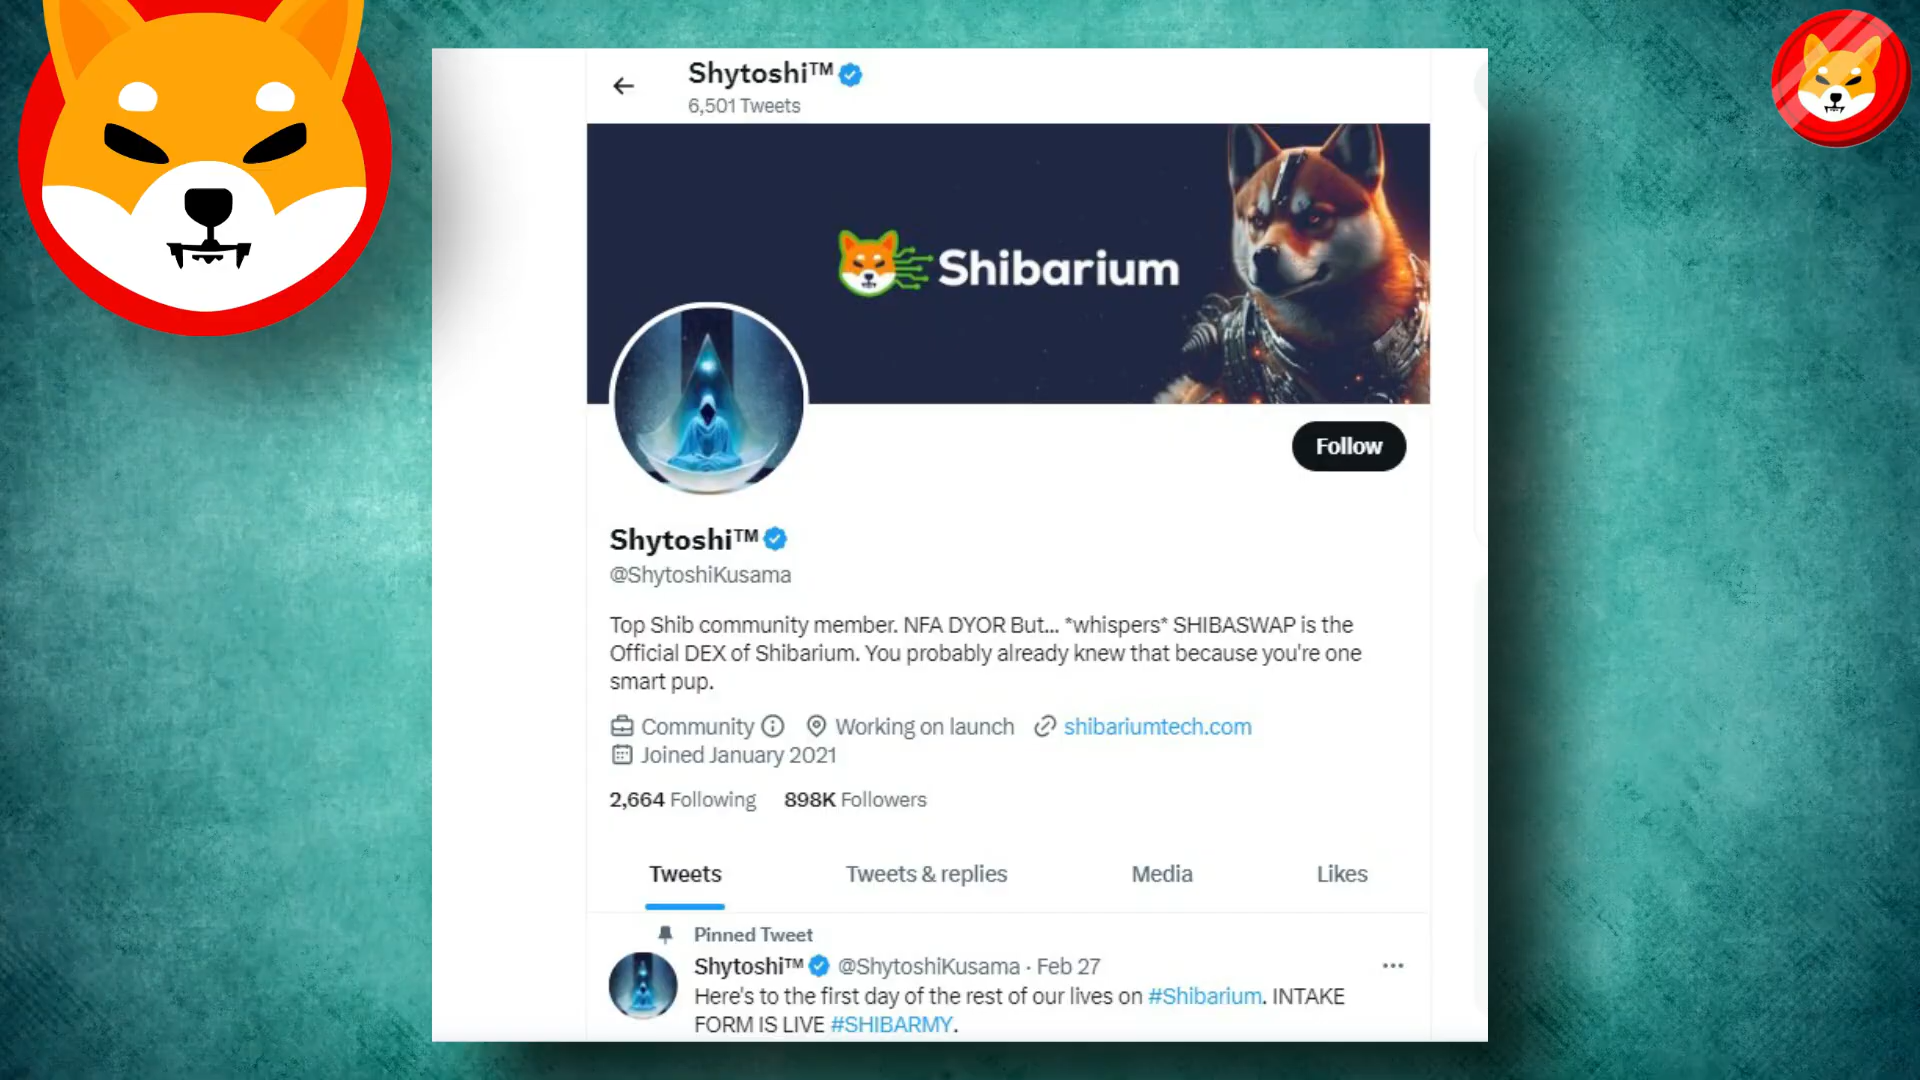 Shytoshi™
6,501 Tweets
Shibarium
Follow
Shytoshi™
@ShytoshiKusama
Top Shib community member. NFA DYOR But... *whispers* SHIBASWAP is the
Official DEX of Shibarium. You probably already knew that because you're one
smart pup.
Community Working on launch shibariumtech.com
Joined January 2021
2,664 Following 898K Followers
Tweets Tweets & replies Media Likes
Pinned Tweet
Shytoshi™ @ShytoshiKusama · Feb 27
Here's to the first day of the rest of our lives on #Shibarium. INTAKE
FORM IS LIVE #SHIBARMY.